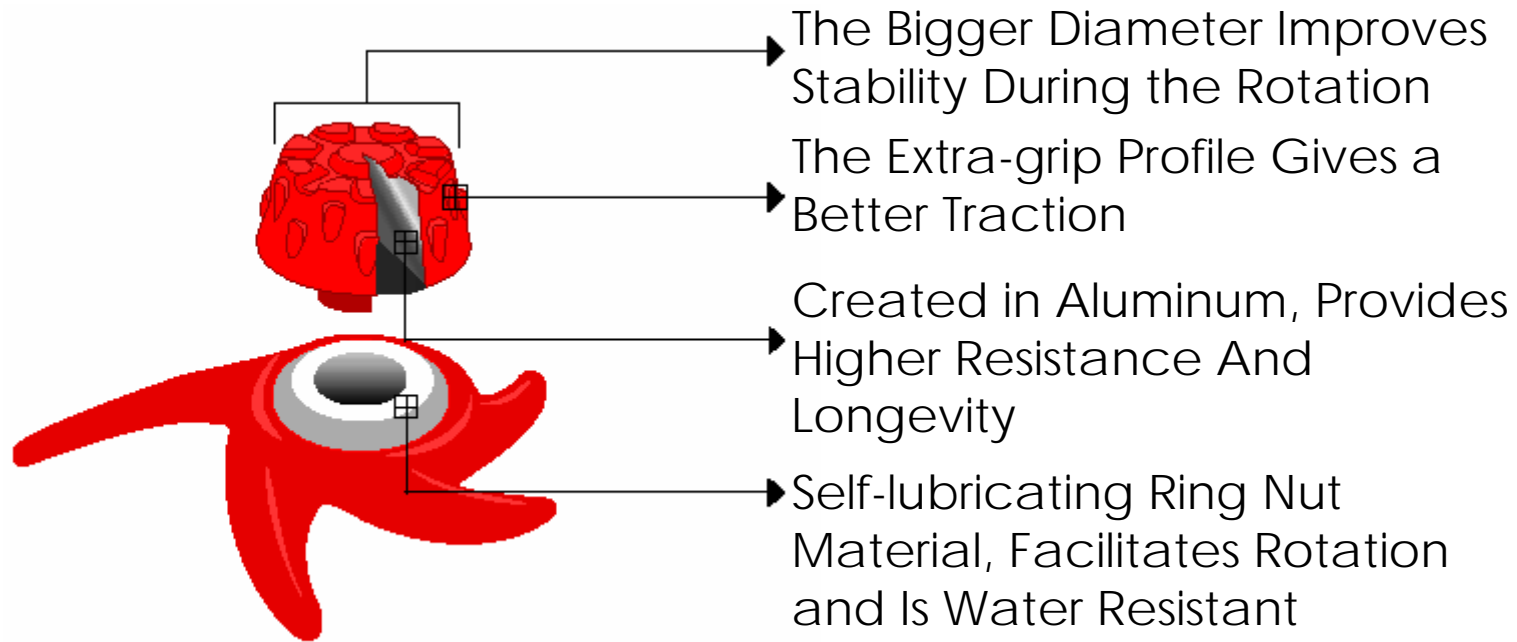 The Bigger Diameter Improves
Stability During the Rotation
The Extra-grip Profile Gives a
Better Traction
Created in Aluminum, Provides
Higher Resistance And
Longevity
Self-lubricating Ring Nut
Material, Facilitates Rotation
and Is Water Resistant